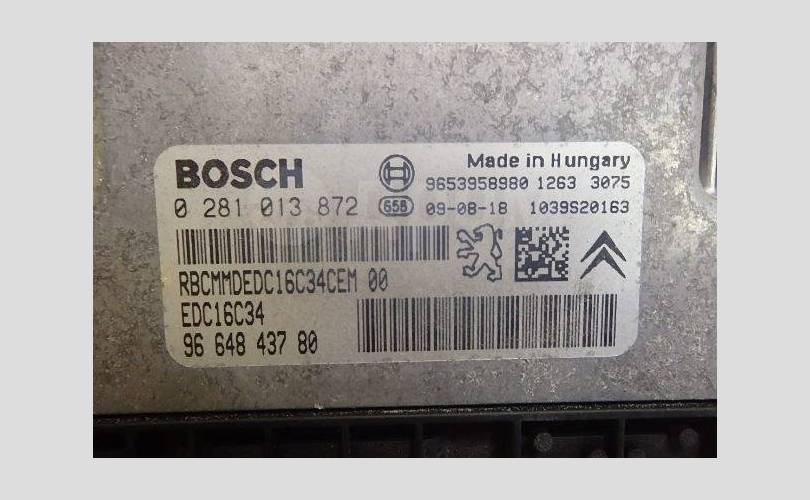 BOSCH
Made in Hungary
9653958980 1263 3075
0 281 013 872 658 09-08-18 1039S20163
RBCMMDEDC16C34CEM 00
EDC16C34
96 648 437 80